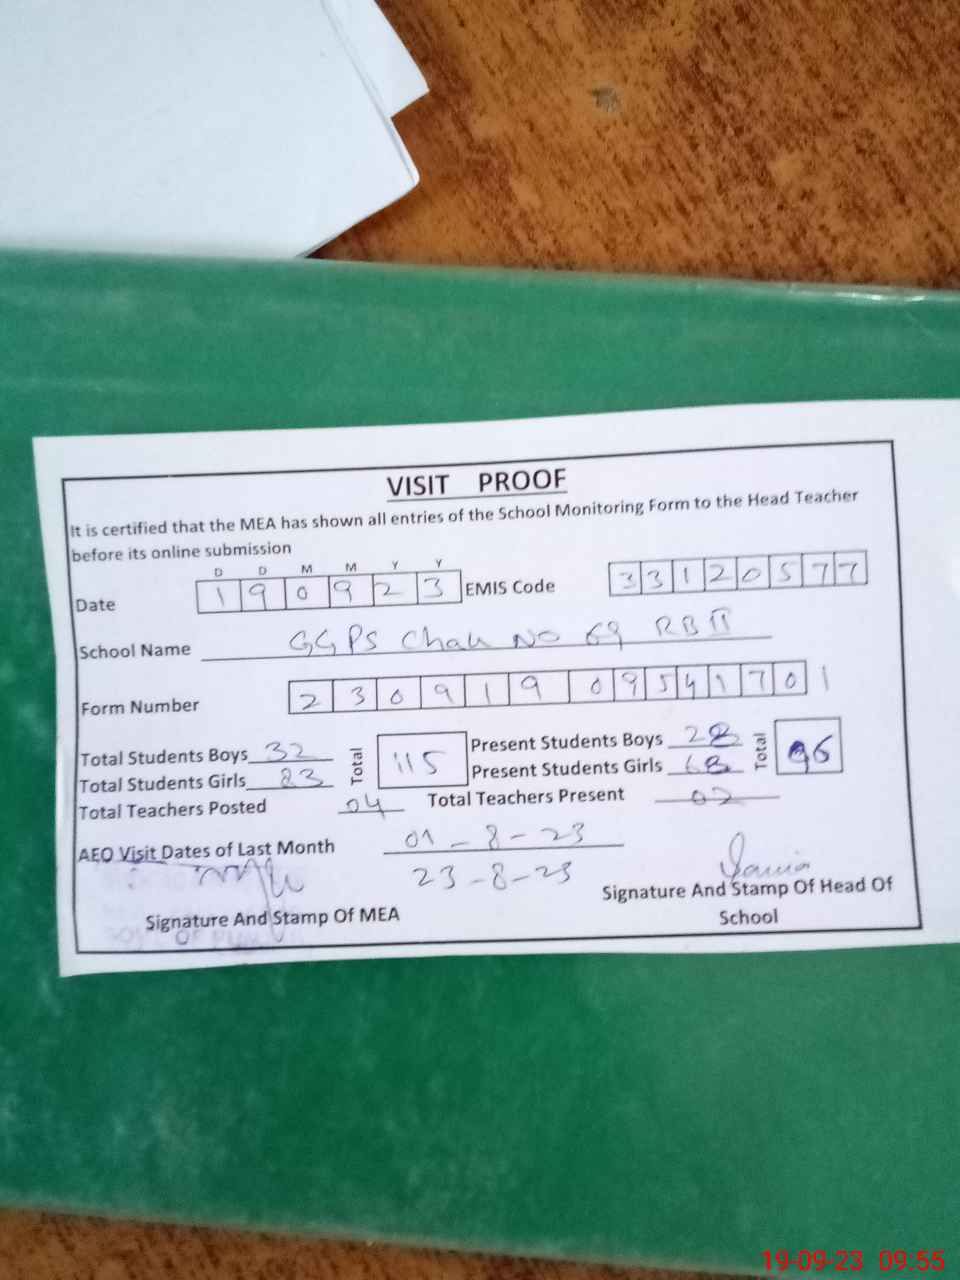 VISIT PROOF
It is certified that the MEA has shown all entries of the School Monitoring Form to the Head Teacher
before its online submission
D D M M Y Y
Date 1 9 0 9 2 3 EMIS Code 3 3 1 2 0 5 7 7
School Name GGPS Chak No 69 RB II
Form Number 2 3 0 9 1 9 0 9 5 4 1 7 0 1
Total Students Boys 32 Total 115 Present Students Boys 28 Total 96
Total Students Girls 83 Present Students Girls 68
Total Teachers Posted 04 Total Teachers Present 02
AEO Visit Dates of Last Month 01-8-23
23-8-23
Signature And Stamp Of MEA
Signature And Stamp Of Head Of
School
19-09-23 09:55